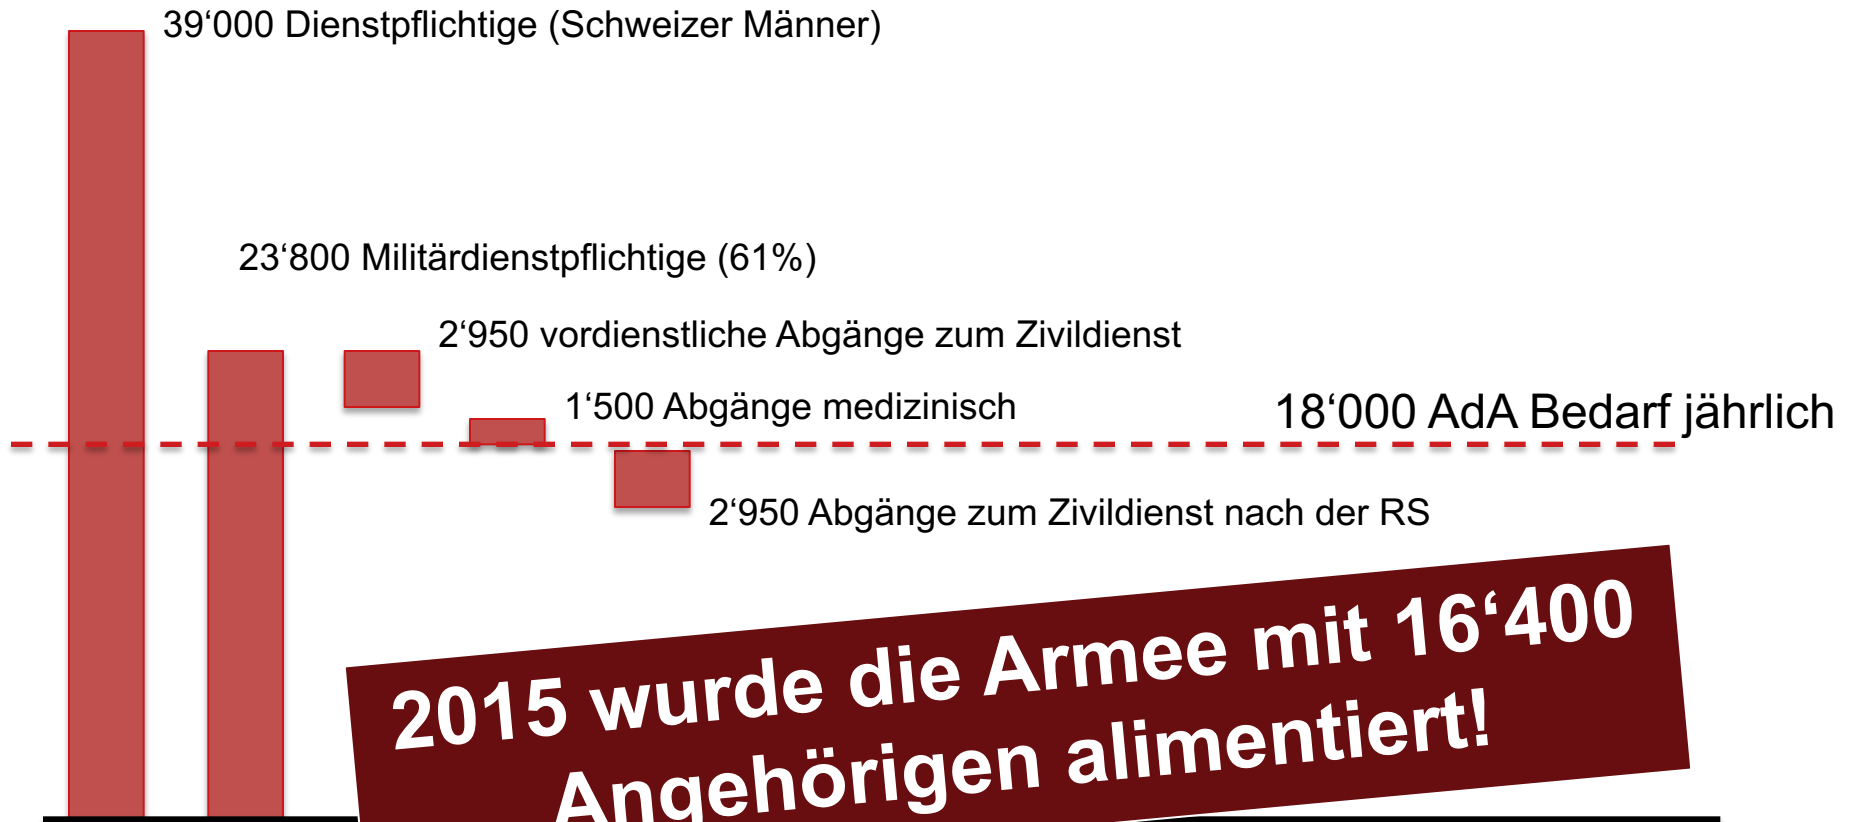 39‘000 Dienstpflichtige (Schweizer Männer)
23‘800 Militärdienstpflichtige (61%)
2‘950 vordienstliche Abgänge zum Zivildienst
1‘500 Abgänge medizinisch
18‘000 AdA Bedarf jährlich
2‘950 Abgänge zum Zivildienst nach der RS
2015 wurde die Armee mit 16‘400
Angehörigen alimentiert!